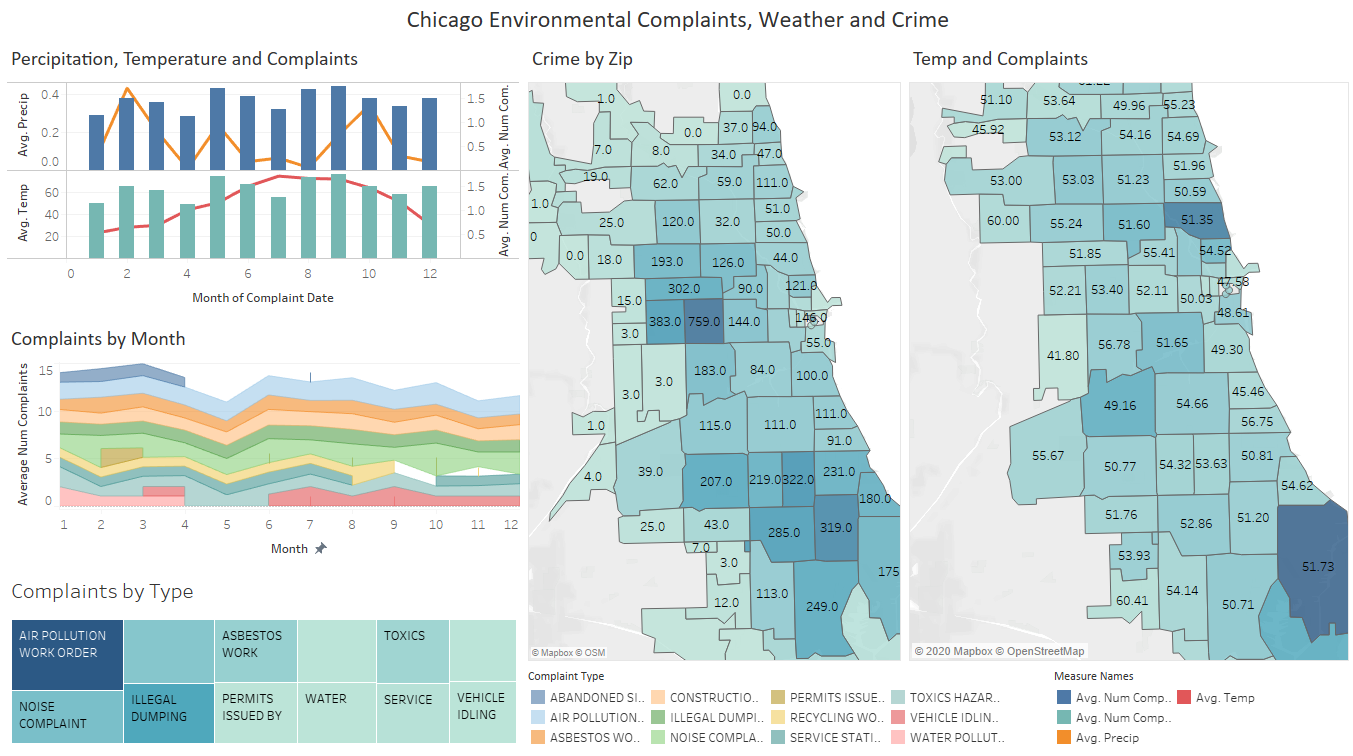 Chicago Environmental Complaints, Weather and Crime
Percipitation, Temperature and Complaints
Avg. Precip
0.4
0.2
0.0
1.5
1.0
0.5
Avg. Num Com..
Avg. Temp
60
40
20
1.5
1.0
0.5
Avg. Num Com..
0 2 4 6 8 10 12
Month of Complaint Date
Complaints by Month
Average Num Complaints
15
10
5
0
1 2 3 4 5 6 7 8 9 10 11 12
Month
Complaints by Type
AIR POLLUTION
WORK ORDER
NOISE
COMPLAINT
ILLEGAL
DUMPING
ASBESTOS
WORK
PERMITS
ISSUED BY
WATER
TOXICS
SERVICE
VEHICLE
IDLING
Crime by Zip
1.0 0.0
0.0 37.0 94.0
7.0 8.0 34.0 47.0
19.0 62.0 59.0 111.0
1.0 25.0 120.0 32.0 51.0
0 50.0
0.0 18.0 193.0 126.0 44.0
302.0 90.0 121.0
15.0 383.0 759.0 144.0 146.0
3.0 55.0
3.0 3.0 183.0 84.0 100.0
1.0 115.0 111.0 111.0
91.0
4.0 39.0 207.0 219.0 322.0 231.0
180.0
25.0 43.0 285.0 319.0
7.0
3.0 175
12.0 113.0 249.0
© Mapbox © OSM
Temp and Complaints
51.10 53.64 49.96 55.23
45.92 53.12 54.16 54.69
53.00 53.03 51.23 51.96
50.59
60.00 55.24 51.60 51.35
51.85 55.41 54.52
52.21 53.40 52.11 50.03 47.58
48.61
41.80 56.78 51.65 49.30
49.16 54.66 45.46
56.75
55.67 50.77 54.32 53.63 50.81
54.62
51.76 52.86 51.20
53.93 51.73
60.41 54.14 50.71
© 2020 Mapbox © OpenStreetMap
Complaint Type
ABANDONED SI.. CONSTRUCTIO.. PERMITS ISSUE.. TOXICS HAZAR..
AIR POLLUTION.. ILLEGAL DUMPI.. RECYCLING WO.. VEHICLE IDLIN..
ASBESTOS WO.. NOISE COMPLA.. SERVICE STATI.. WATER POLLUT..
Measure Names
Avg. Num Comp.. Avg. Temp
Avg. Num Comp..
Avg. Precip